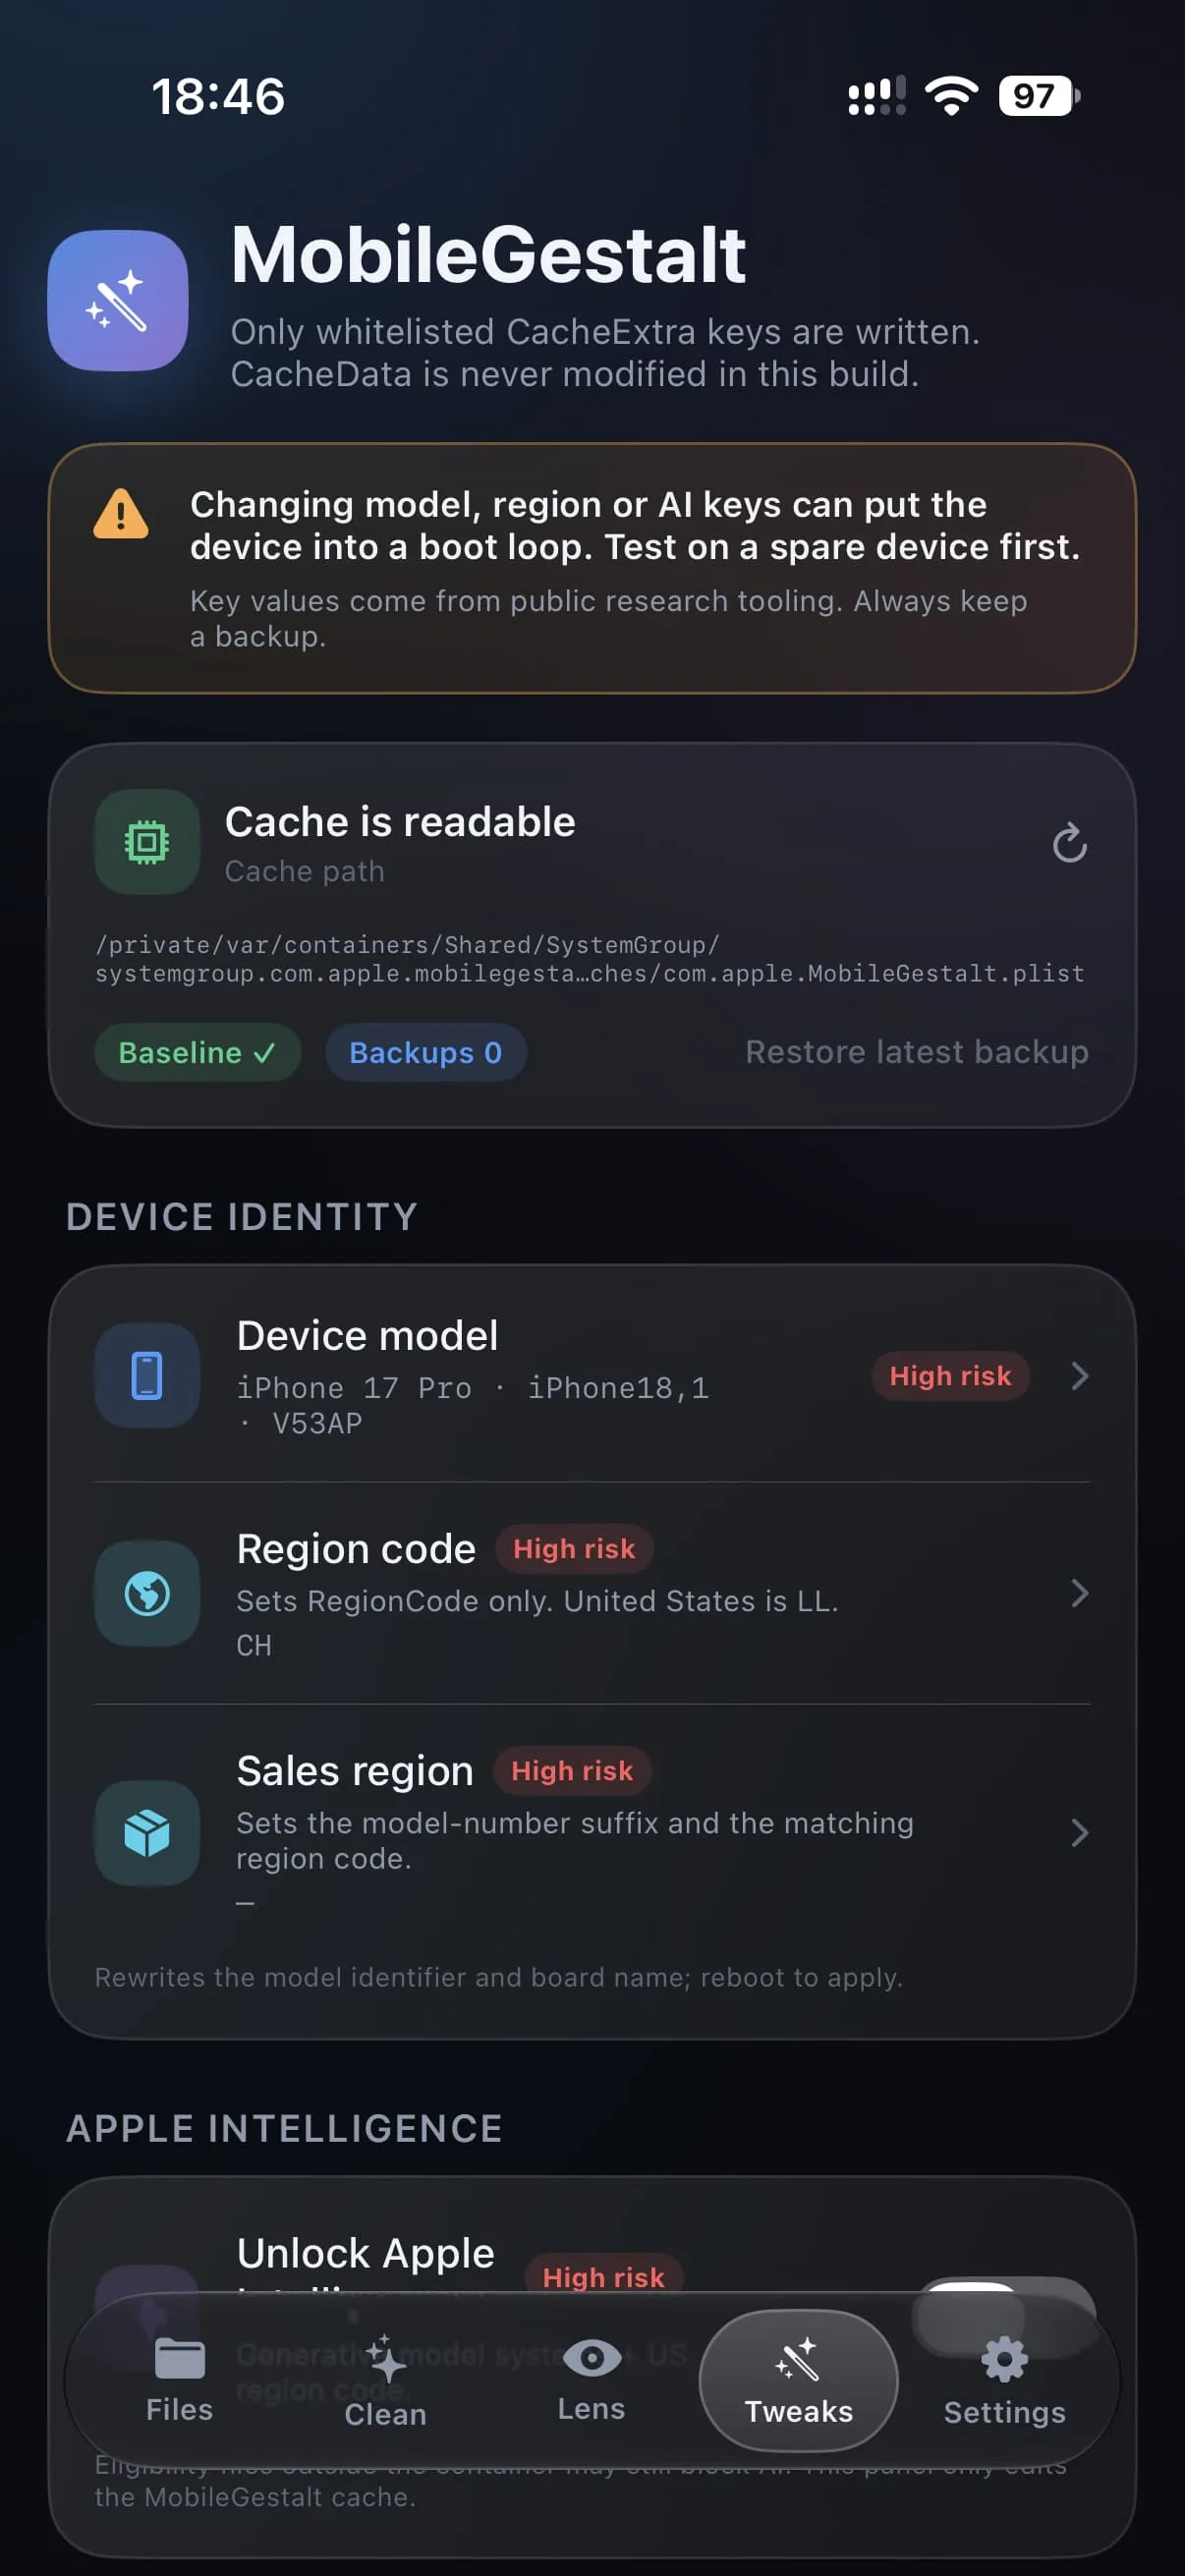 18:46
97
MobileGestalt
Only whitelisted CacheExtra keys are written.
CacheData is never modified in this build.
Changing model, region or AI keys can put the
device into a boot loop. Test on a spare device first.
Key values come from public research tooling. Always keep
a backup.
Cache is readable
Cache path
/private/var/containers/Shared/SystemGroup/
systemgroup.com.apple.mobilegesta…ches/com.apple.MobileGestalt.plist
Baseline ✓
Backups 0
Restore latest backup
DEVICE IDENTITY
Device model
iPhone 17 Pro · iPhone18,1
· V53AP
High risk
Region code
High risk
Sets RegionCode only. United States is LL.
CH
Sales region
High risk
Sets the model-number suffix and the matching
region code.
—
Rewrites the model identifier and board name; reboot to apply.
APPLE INTELLIGENCE
Unlock Apple
High risk
Generative model US
region code.
Files
Clean
Lens
Tweaks
Settings
the MobileGestalt cache.